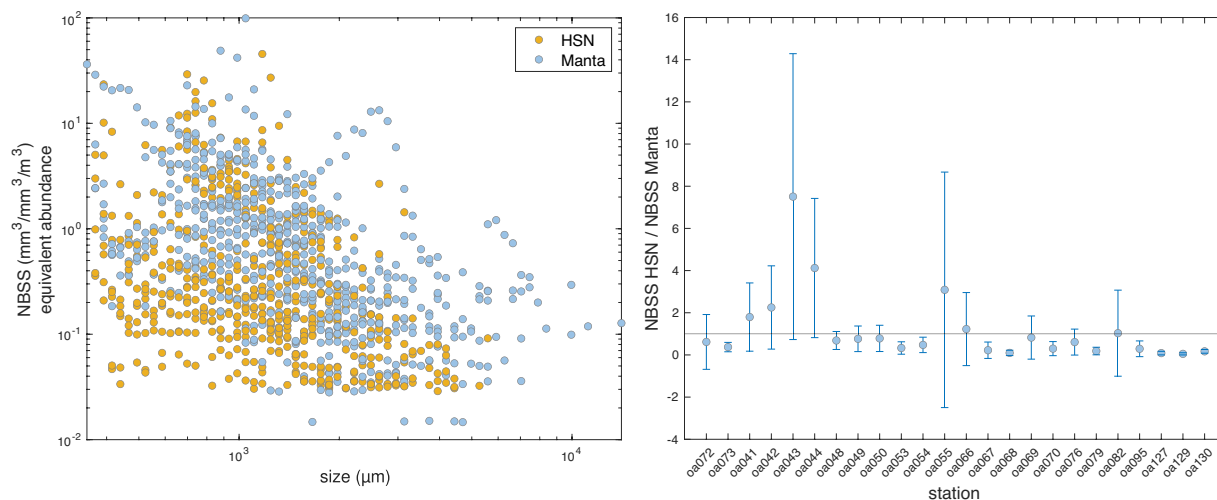 HSN
Manta
NBSS (mm³/mm³/m³)
equivalent abundance
10²
10¹
10⁰
10⁻¹
10⁻²
10³
10⁴
size (µm)
NBSS HSN / NBSS Manta
16
14
12
10
8
6
4
2
0
-2
-4
oa072
oa073
oa041
oa042
oa043
oa044
oa048
oa049
oa050
oa053
oa054
oa055
oa066
oa067
oa068
oa069
oa070
oa076
oa079
oa082
oa095
oa127
oa129
oa130
station